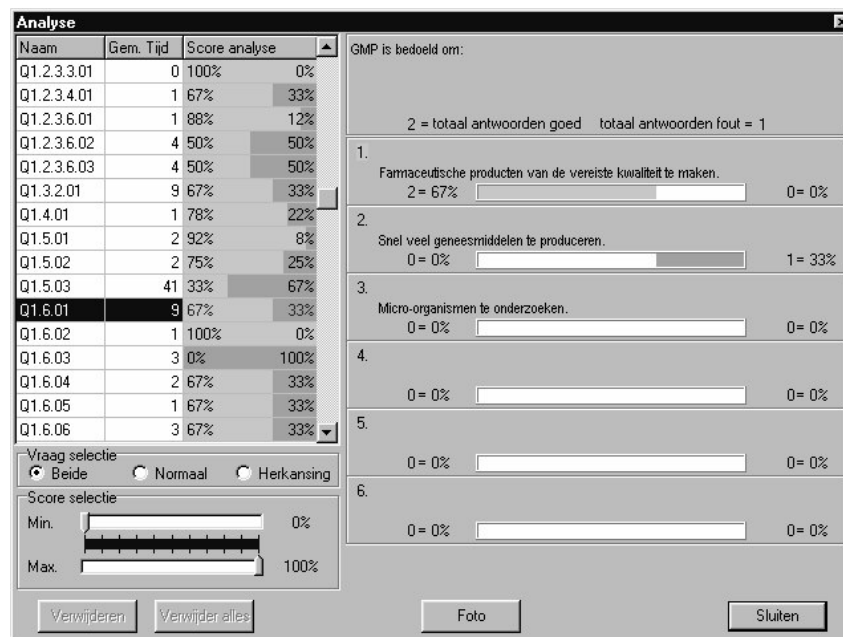 Analyse
Naam Gem. Tijd Score analyse
Q1.2.3.3.01 0 100% 0%
Q1.2.3.4.01 1 67% 33%
Q1.2.3.6.01 1 88% 12%
Q1.2.3.6.02 4 50% 50%
Q1.2.3.6.03 4 50% 50%
Q1.3.2.01 9 67% 33%
Q1.4.01 1 78% 22%
Q1.5.01 2 92% 8%
Q1.5.02 2 75% 25%
Q1.5.03 41 33% 67%
Q1.6.01 9 67% 33%
Q1.6.02 1 100% 0%
Q1.6.03 3 0% 100%
Q1.6.04 2 67% 33%
Q1.6.05 1 67% 33%
Q1.6.06 3 67% 33%
Vraag selectie
Beide Normaal Herkansing
Score selectie
Min. 0%
Max. 100%
Verwijderen Verwijder alles
GMP is bedoeld om:
2 = totaal antwoorden goed totaal antwoorden fout = 1
1.
Farmaceutische producten van de vereiste kwaliteit te maken.
2= 67% 0= 0%
2.
Snel veel geneesmiddelen te produceren.
0= 0% 1= 33%
3.
Micro-organismen te onderzoeken.
0= 0% 0= 0%
4.
0= 0% 0= 0%
5.
0= 0% 0= 0%
6.
0= 0% 0= 0%
Foto Sluiten